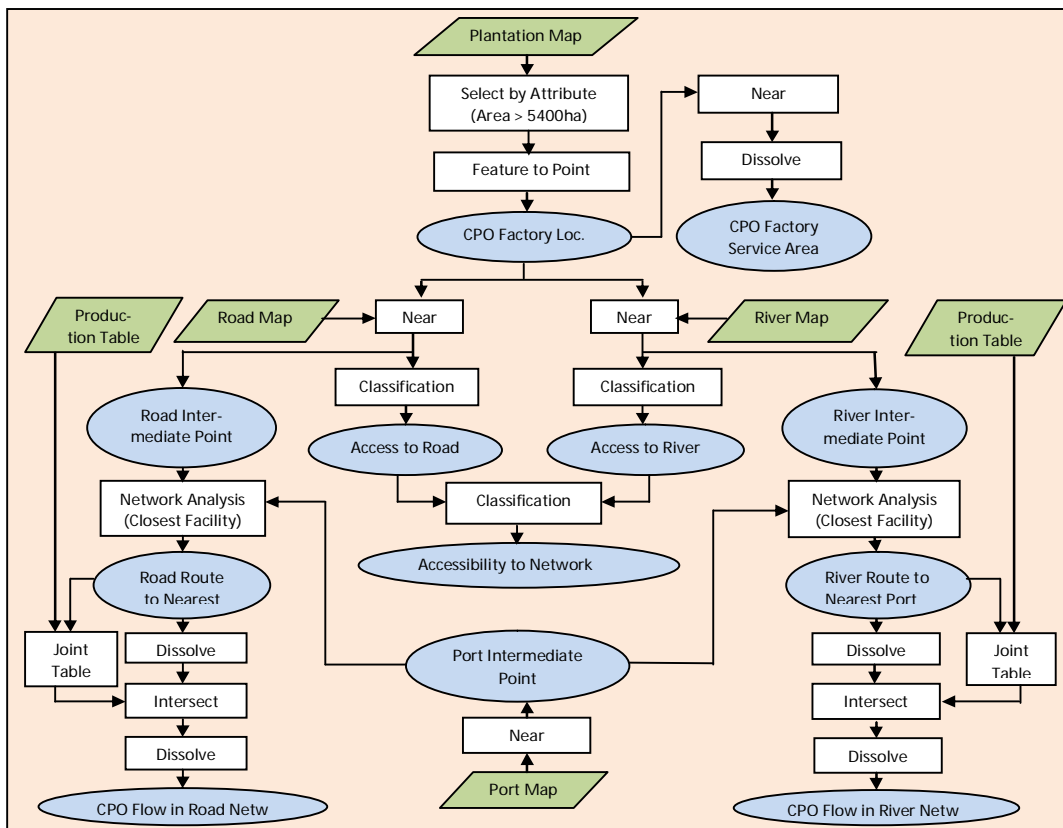 Plantation Map
Select by Attribute
(Area > 5400ha)
Near
Feature to Point
Dissolve
CPO Factory Loc.
CPO Factory
Service Area
Produc-
tion Table
Road Map
Near
Near
River Map
Produc-
tion Table
Classification
Classification
Road Inter-
mediate Point
Access to Road
Access to River
River Inter-
mediate Point
Network Analysis
(Closest Facility)
Classification
Network Analysis
(Closest Facility)
Accessibility to Network
Road Route
to Nearest
River Route to
Nearest Port
Joint
Table
Dissolve
Port Intermediate
Point
Dissolve
Joint
Table
Intersect
Intersect
Near
Dissolve
Dissolve
Port Map
CPO Flow in Road Netw
CPO Flow in River Netw